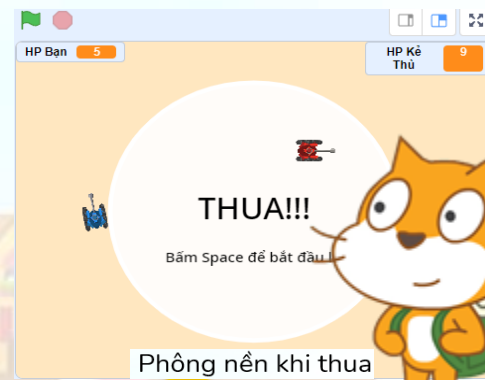 HP Bạn 5
HP Kẻ Thủ 9
THUA!!!
Bấm Space để bắt đầu
Phông nền khi thua